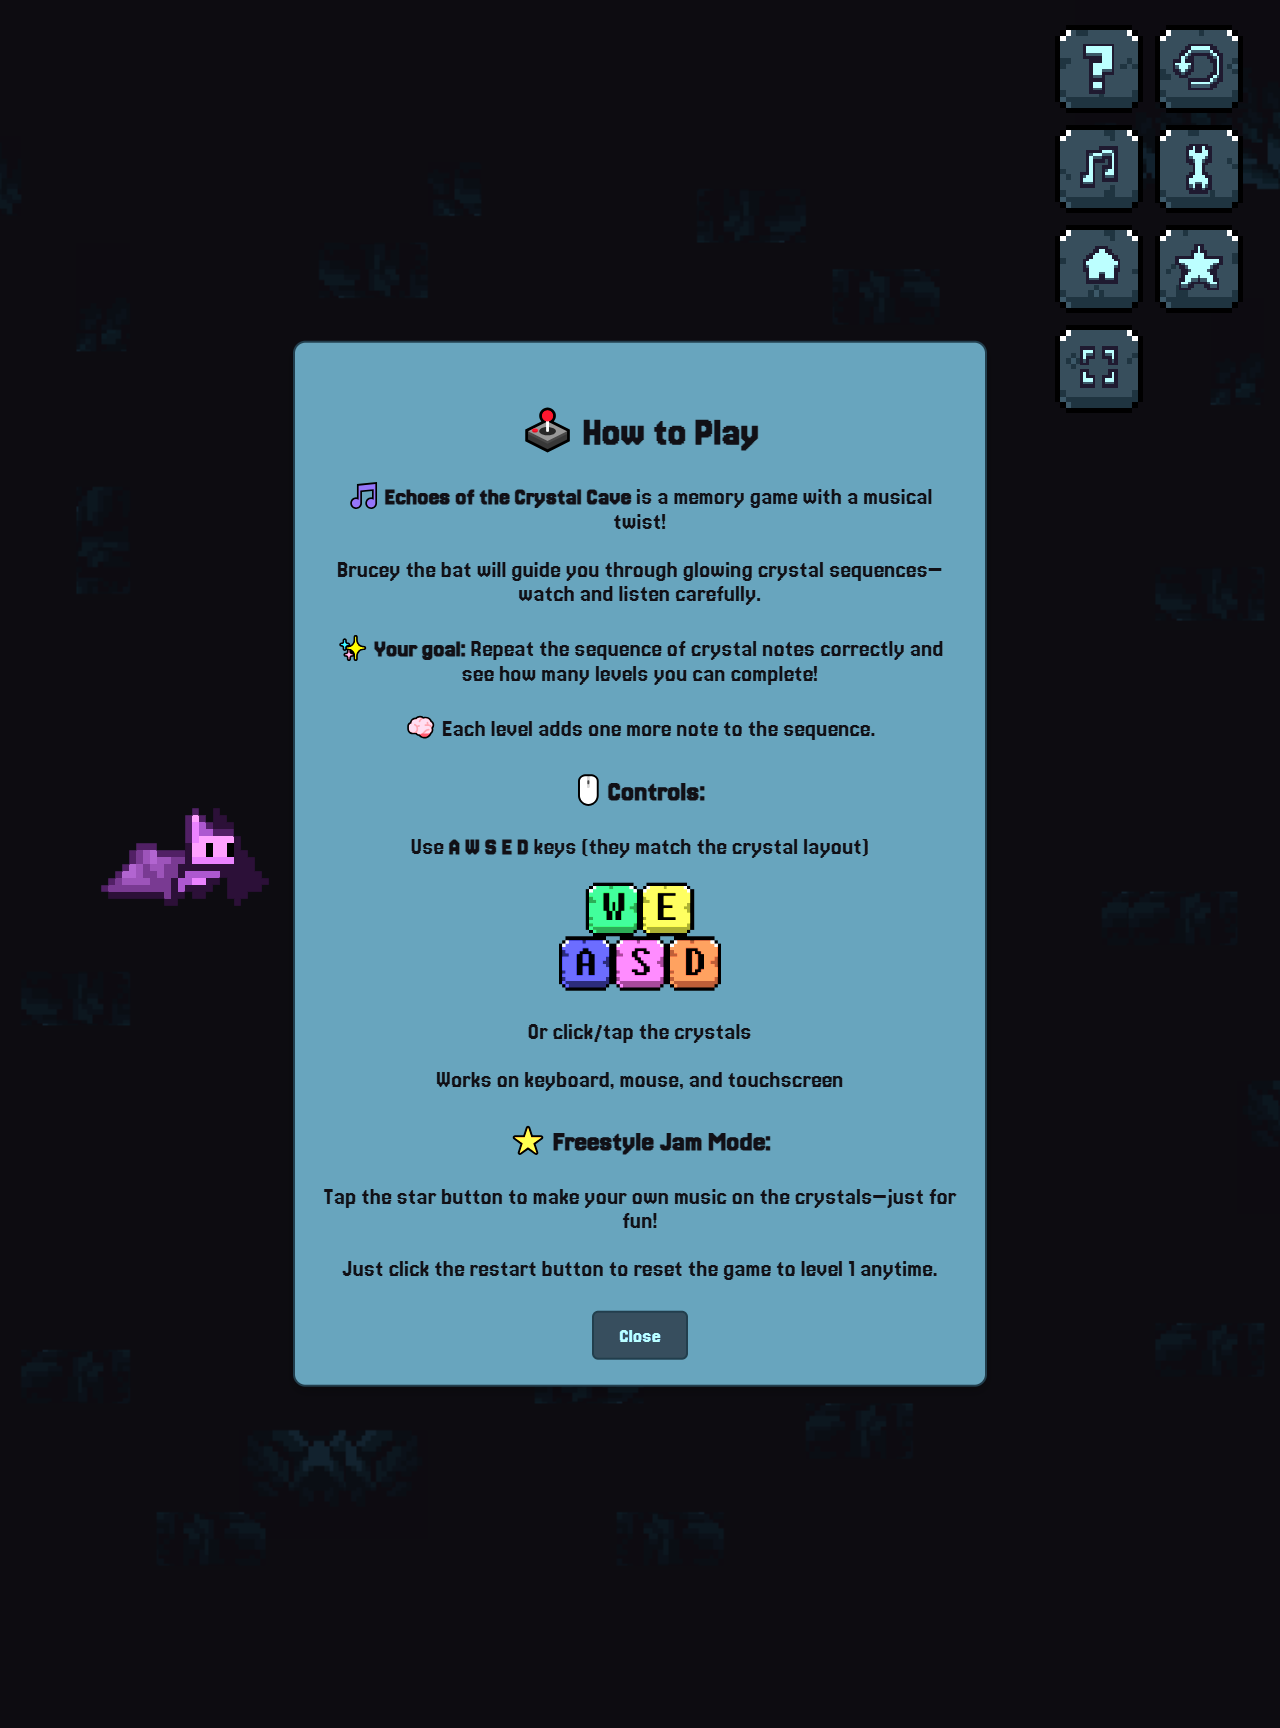 ?
How to Play
Echoes of the Crystal Cave is a memory game with a musical
twist!
Brucey the bat will guide you through glowing crystal sequences—
watch and listen carefully.
Your goal: Repeat the sequence of crystal notes correctly and
see how many levels you can complete!
Each level adds one more note to the sequence.
Controls:
Use A W S E D keys (they match the crystal layout)
W E
A S D
Or click/tap the crystals
Works on keyboard, mouse, and touchscreen
Freestyle Jam Mode:
Tap the star button to make your own music on the crystals—just for
fun!
Just click the restart button to reset the game to level 1 anytime.
Close